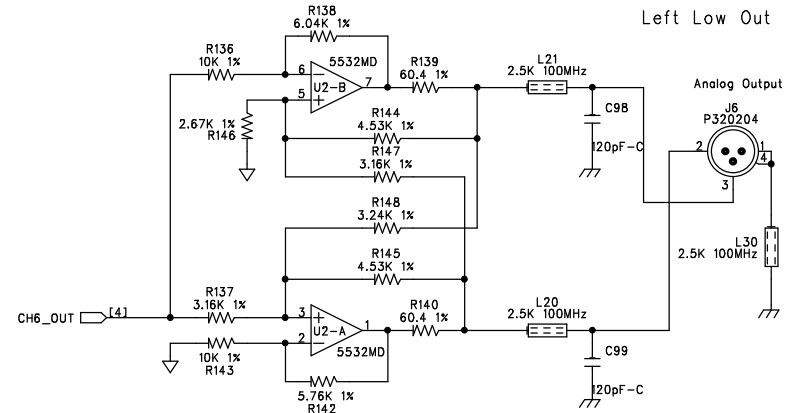 Left Low Out
R138
6.04K 1%
R136
10K 1%
6
5532MD
U2-B
7
5
R139
60.4 1%
L21
2.5K 100MHz
Analog Output
J6
P320204
C98
120pF-C
2.67K 1%
R146
R144
4.53K 1%
R147
3.16K 1%
2
1
4
3
R148
3.24K 1%
R145
4.53K 1%
L30
2.5K 100MHz
CH6_OUT
[4]
R137
3.16K 1%
3
U2-A
1
2
5532MD
R140
60.4 1%
L20
2.5K 100MHz
10K 1%
R143
C99
120pF-C
5.76K 1%
R142